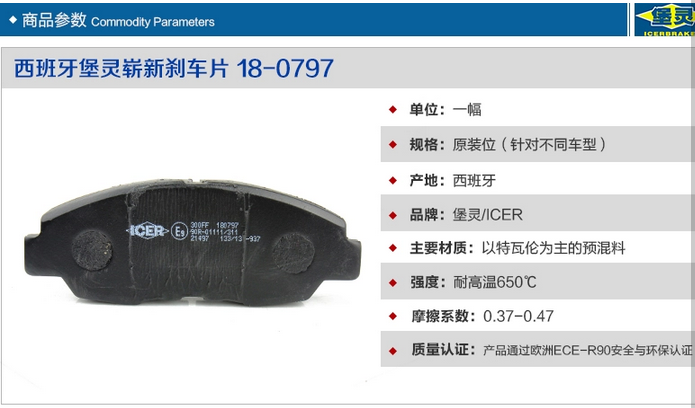 商品参数 Commodity Parameters
堡灵
ICERBRAKE
西班牙堡灵崭新刹车片 18-0797
单位：一幅
规格：原装位（针对不同车型）
产地：西班牙
品牌：堡灵/ICER
主要材质：以特瓦伦为主的预混料
强度：耐高温650℃
摩擦系数：0.37-0.47
质量认证：产品通过欧洲ECE-R90安全与环保认证
ICER
E9
300FF 180797
90R-01111/311
21497 133/13 -937